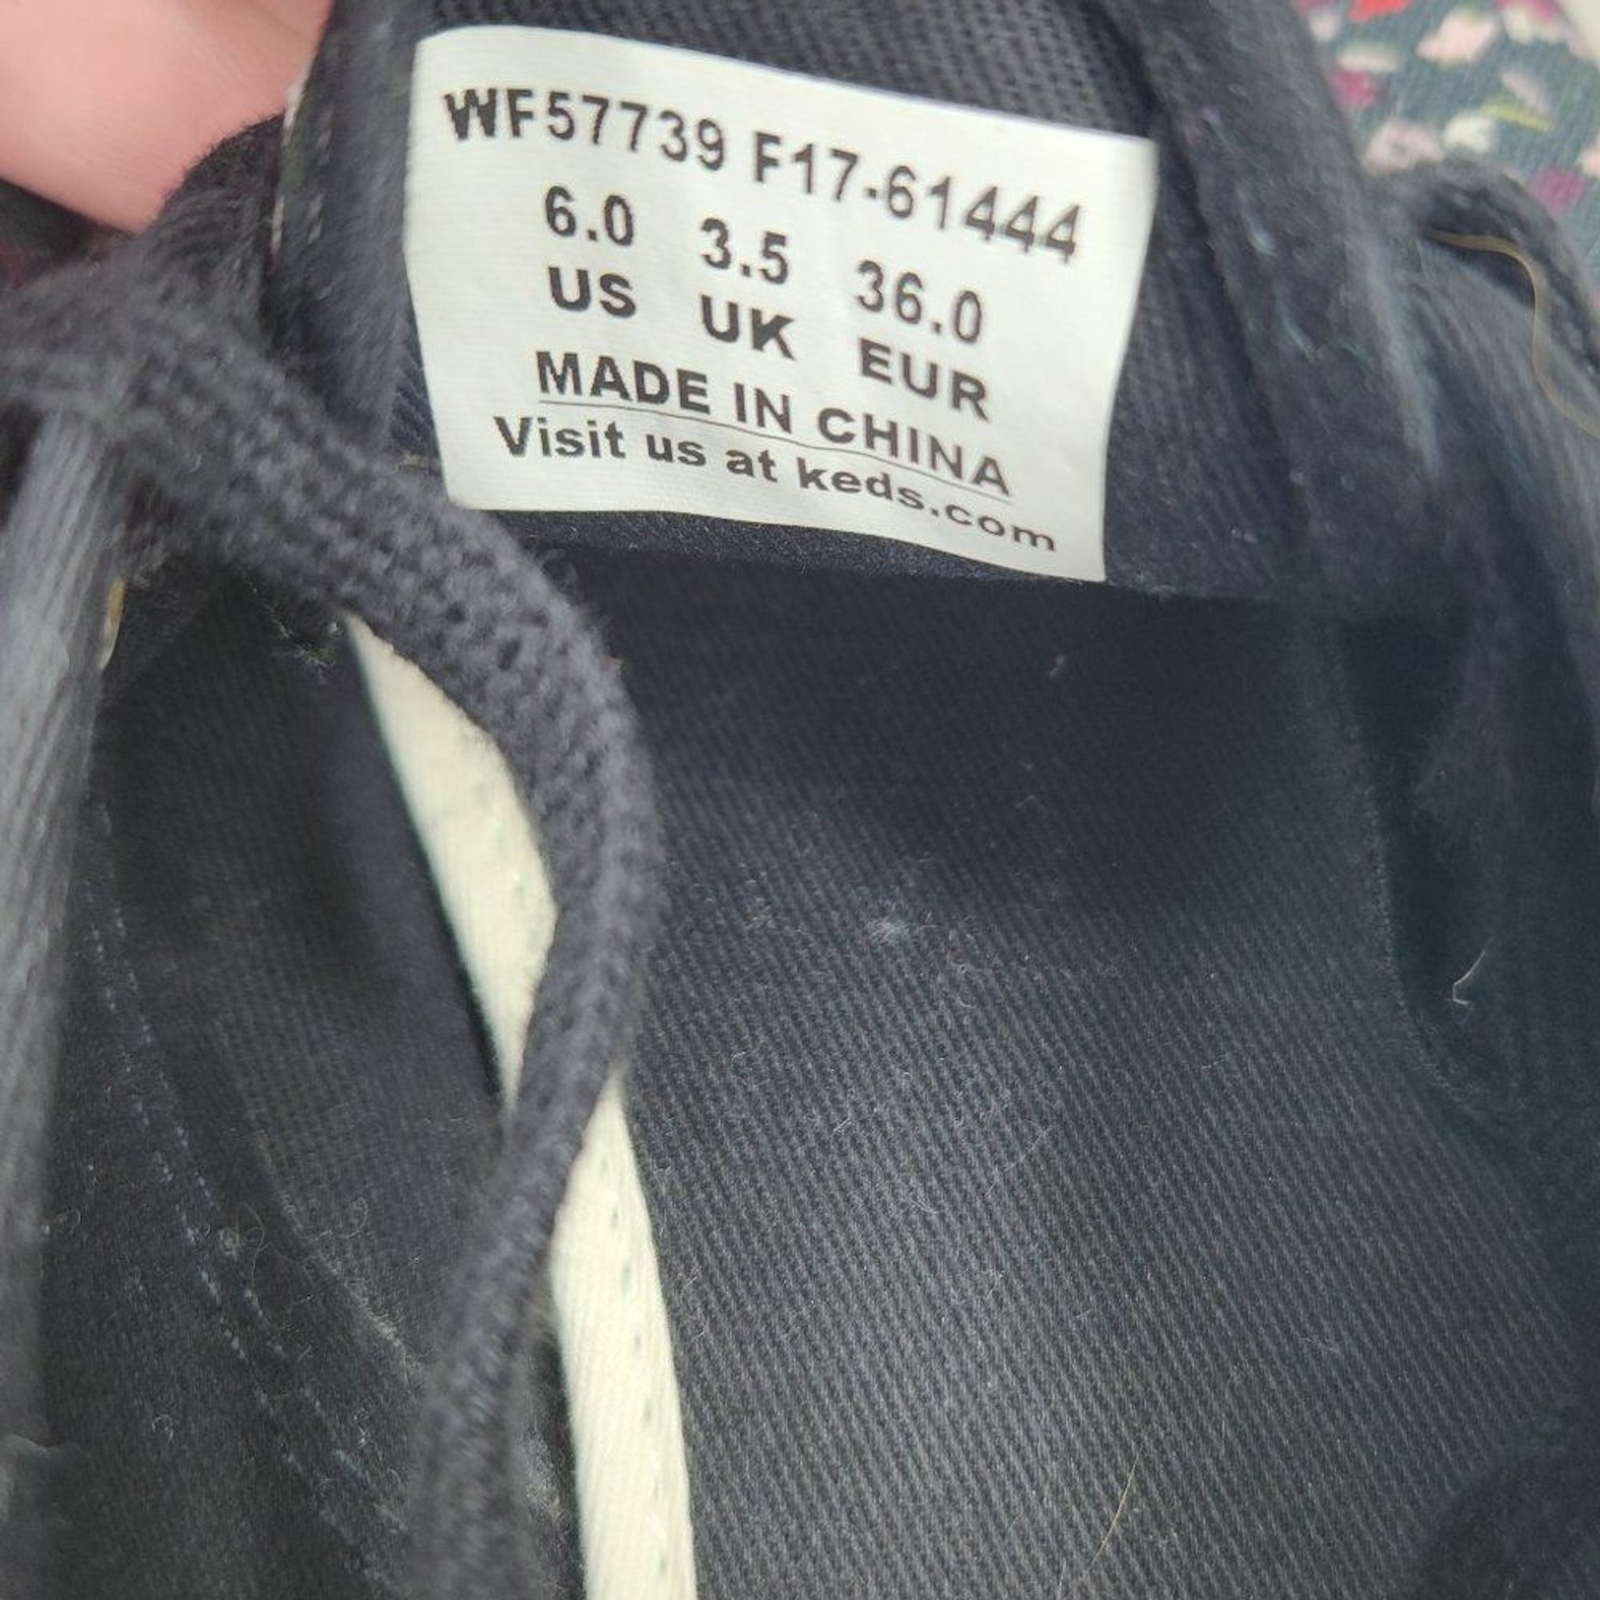 WF57739 F17-61444
6.0 3.5 36.0
US UK EUR
MADE IN CHINA
Visit us at keds.com